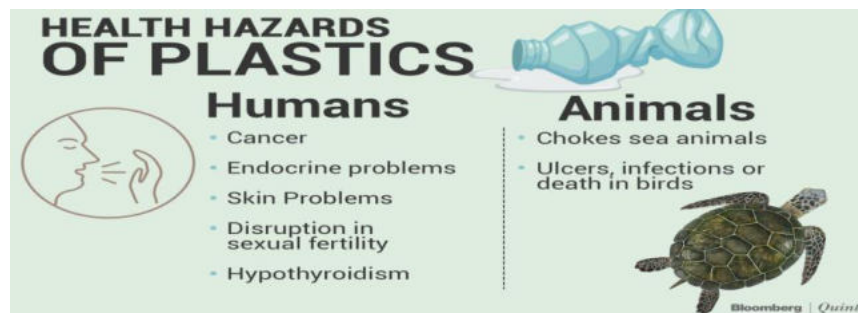 HEALTH HAZARDS
OF PLASTICS
Humans
• Cancer
• Endocrine problems
• Skin Problems
• Disruption in
sexual fertility
• Hypothyroidism
Animals
• Chokes sea animals
• Ulcers, infections or
death in birds
Bloomberg | Quint